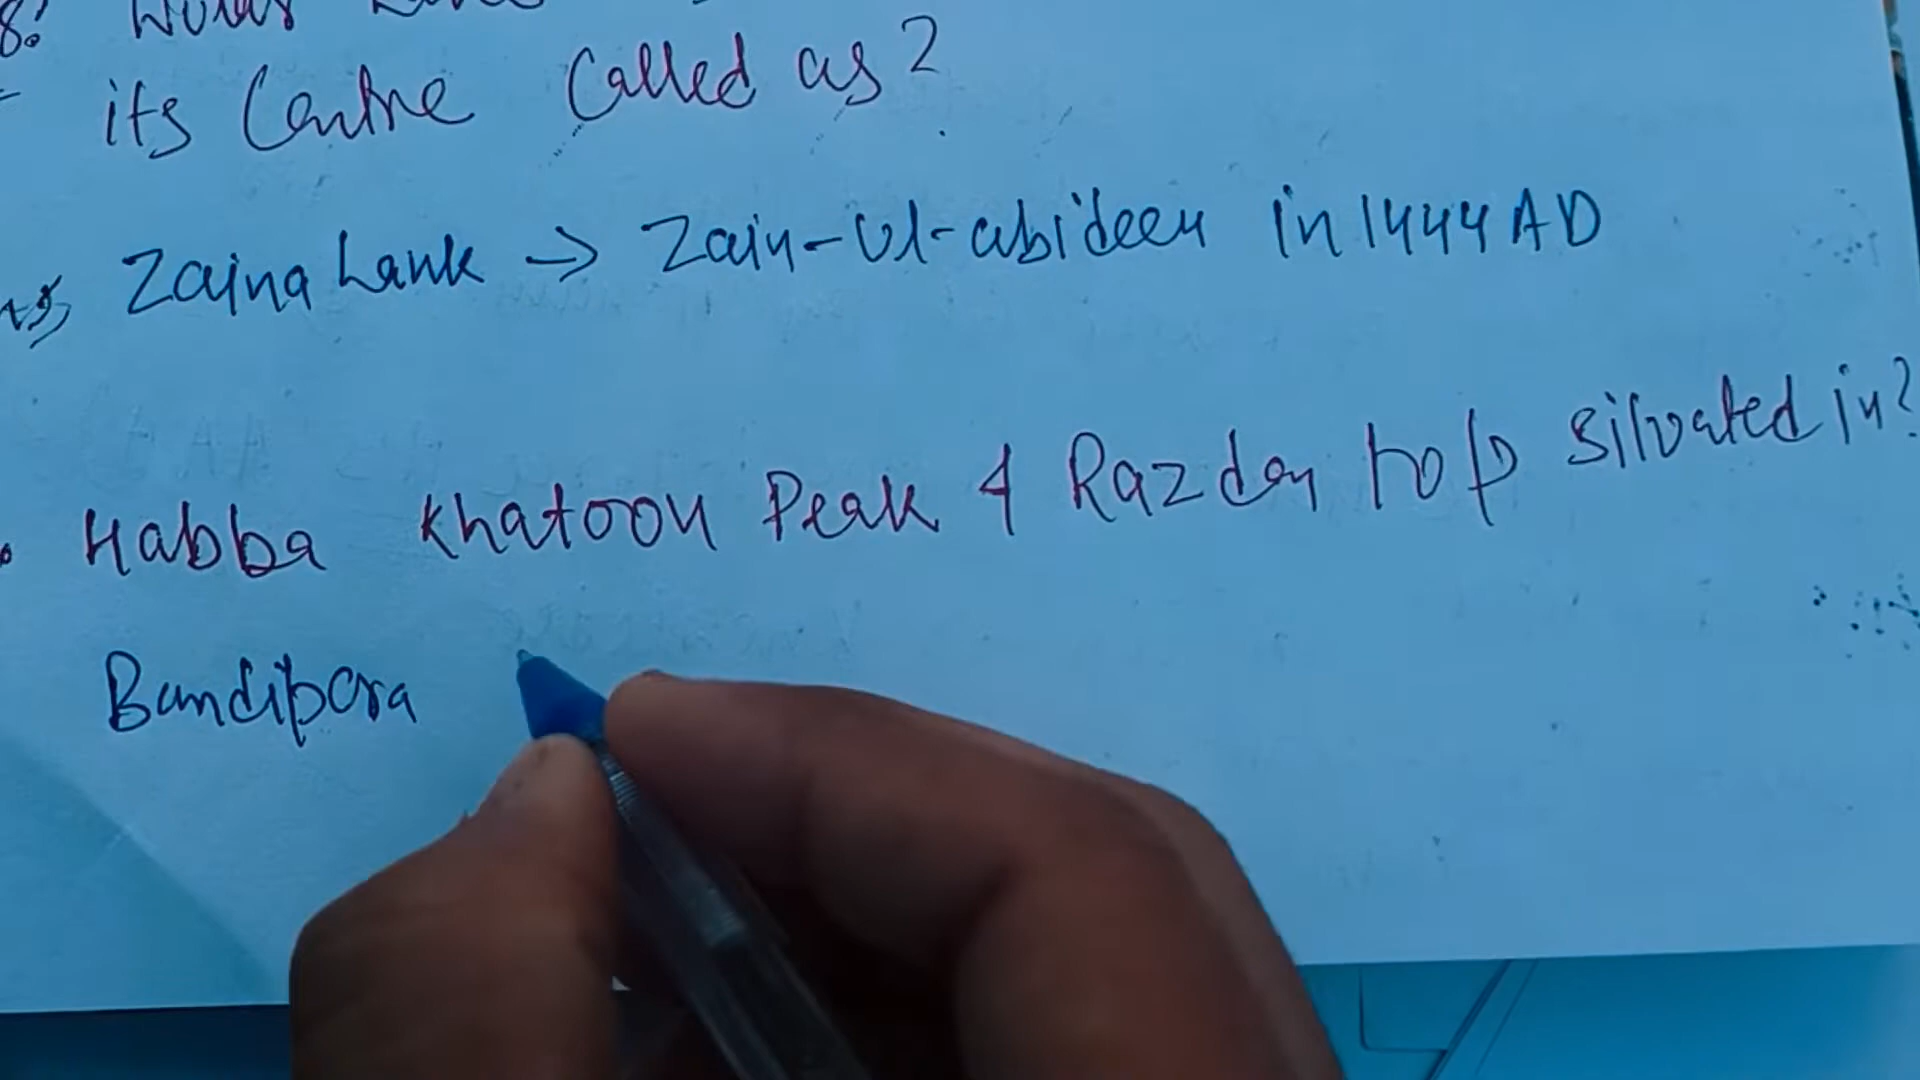 8.
its Centre Called as?
Zaina Lank → Zain-Ul-abideen in 1444 AD
Habba Khatoon Peak & Razdan top situated in?
Bandipora